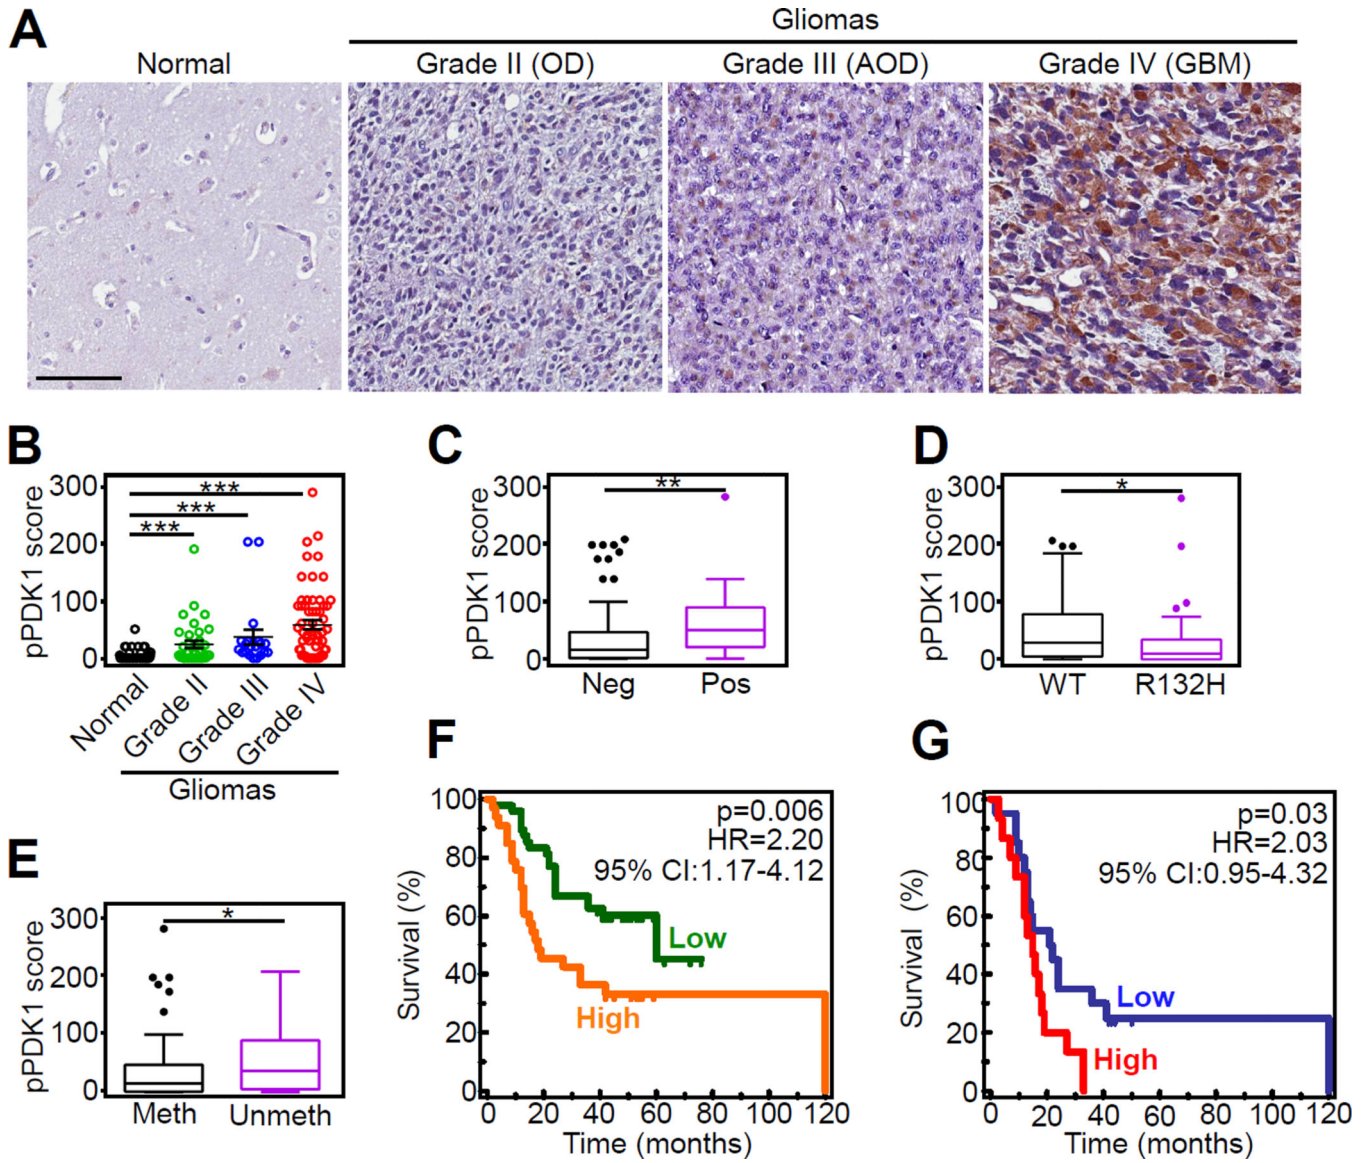 A
Gliomas
Normal
Grade II (OD)
Grade III (AOD)
Grade IV (GBM)
B
pPDK1 score
300
200
100
0
***
***
***
Normal
Grade II
Grade III
Grade IV
Gliomas
C
pPDK1 score
300
200
100
0
**
Neg
Pos
D
pPDK1 score
300
200
100
0
*
WT
R132H
E
pPDK1 score
300
200
100
0
*
Meth
Unmeth
F
Survival (%)
100
80
60
40
20
0
p=0.006
HR=2.20
95% CI:1.17-4.12
Low
High
0 20 40 60 80 100 120
Time (months)
G
Survival (%)
100
80
60
40
20
0
p=0.03
HR=2.03
95% CI:0.95-4.32
Low
High
0 20 40 60 80 100 120
Time (months)